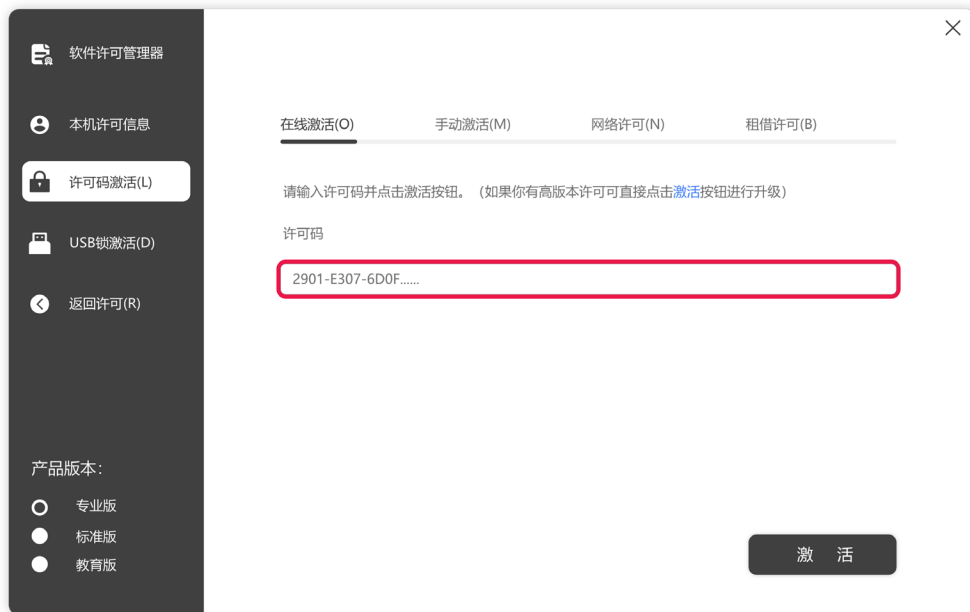 软件许可管理器
本机许可信息
许可码激活(L)
USB锁激活(D)
返回许可(R)
产品版本：
专业版
标准版
教育版
在线激活(O) 手动激活(M) 网络许可(N) 租借许可(B)
请输入许可码并点击激活按钮。（如果你有高版本许可可直接点击激活按钮进行升级）
许可码
2901-E307-6D0F......
激 活